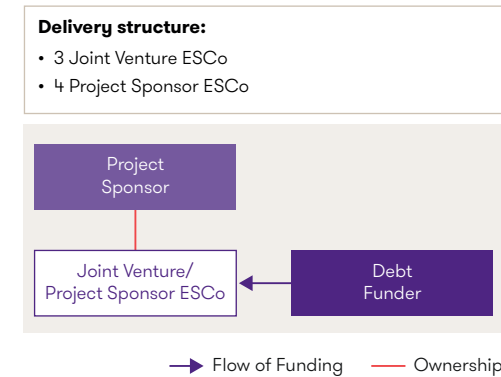 Delivery structure:
• 3 Joint Venture ESCo
• 4 Project Sponsor ESCo
Project
Sponsor
Joint Venture/
Project Sponsor ESCo
Debt
Funder
Flow of Funding
Ownership